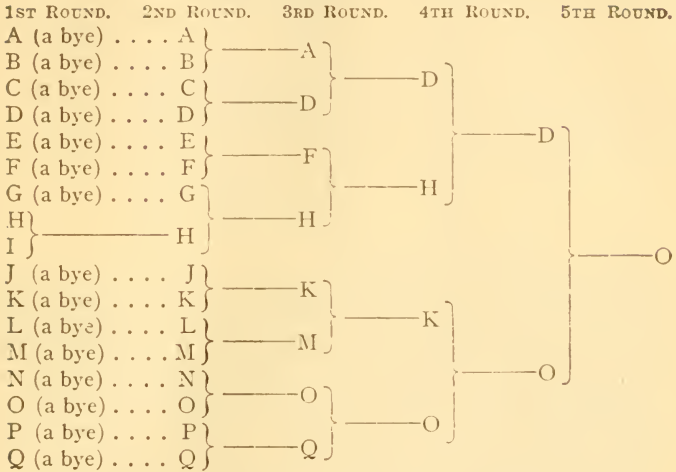 1ST ROUND. 2ND ROUND. 3RD ROUND. 4TH ROUND. 5TH ROUND.
A (a bye) .... A
B (a bye) .... B
A
C (a bye) .... C
D (a bye) .... D
D
D
E (a bye) .... E
F (a bye) .... F
F
D
G (a bye) .... G
H
I
H
H
H
O
J (a bye) .... J
K (a bye) .... K
K
L (a bye) .... L
M (a bye) .... M
M
K
N (a bye) .... N
O (a bye) .... O
O
O
P (a bye) .... P
Q (a bye) .... Q
Q
O